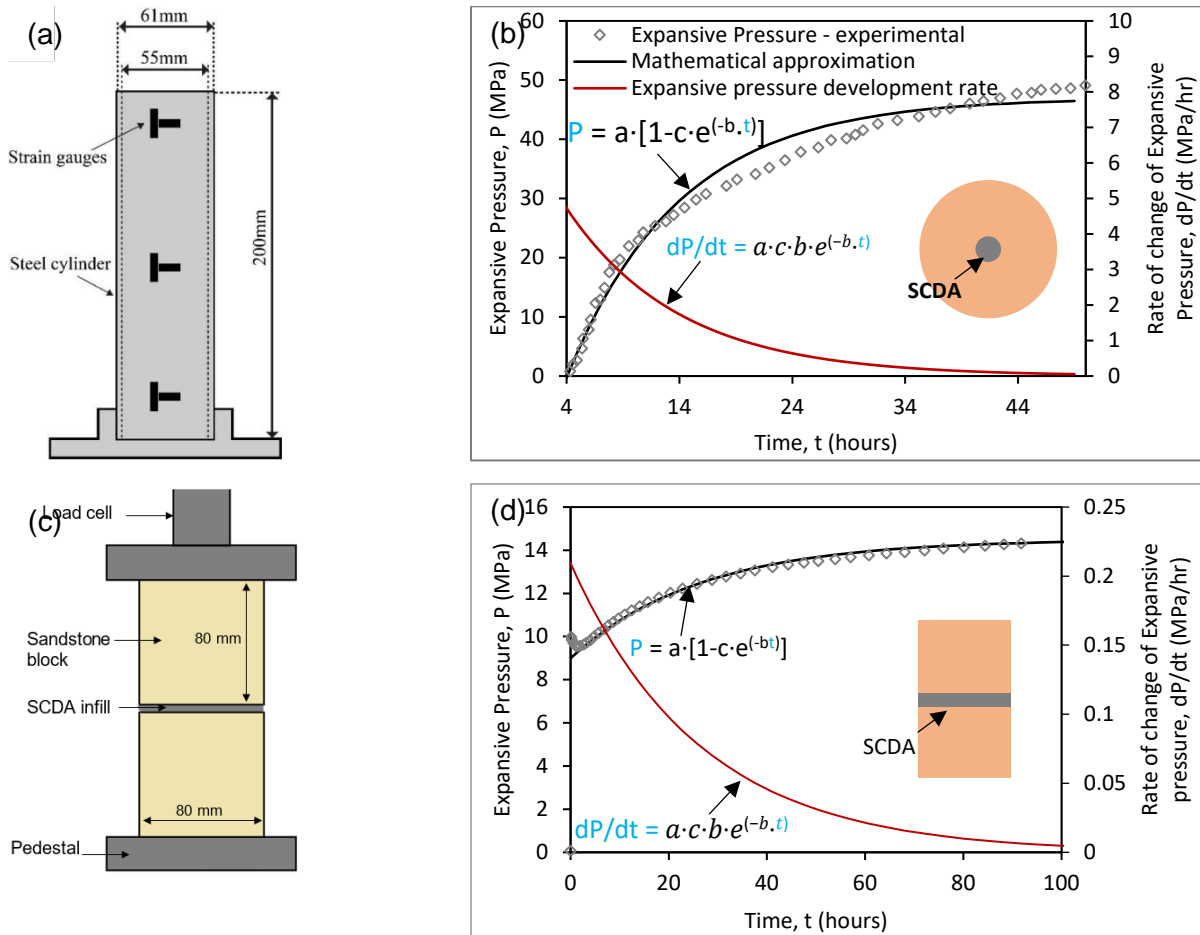 (a)
61mm
55mm
Strain gauges
Steel cylinder
200mm
(b)
Expansive Pressure, P (MPa)
60
50
40
30
20
10
0
Expansive Pressure - experimental
Mathematical approximation
Expansive pressure development rate
P = a·[1-c·e(-b.t)]
dP/dt = a·c·b·e(−b.t)
SCDA
10
9
8
7
6
5
4
3
2
1
0
Rate of change of Expansive
Pressure, dP/dt (MPa/hr)
4 14 24 34 44
Time, t (hours)
(c)
Load cell
Sandstone
block
80 mm
SCDA infill
80 mm
Pedestal
(d)
Expansive Pressure, P (MPa)
16
14
12
10
8
6
4
2
0
P = a·[1-c·e(-bt)]
dP/dt = a·c·b·e(−b.t)
SCDA
0.25
0.2
0.15
0.1
0.05
0
Rate of change of Expansive
pressure, dP/dt (MPa/hr)
0 20 40 60 80 100
Time, t (hours)